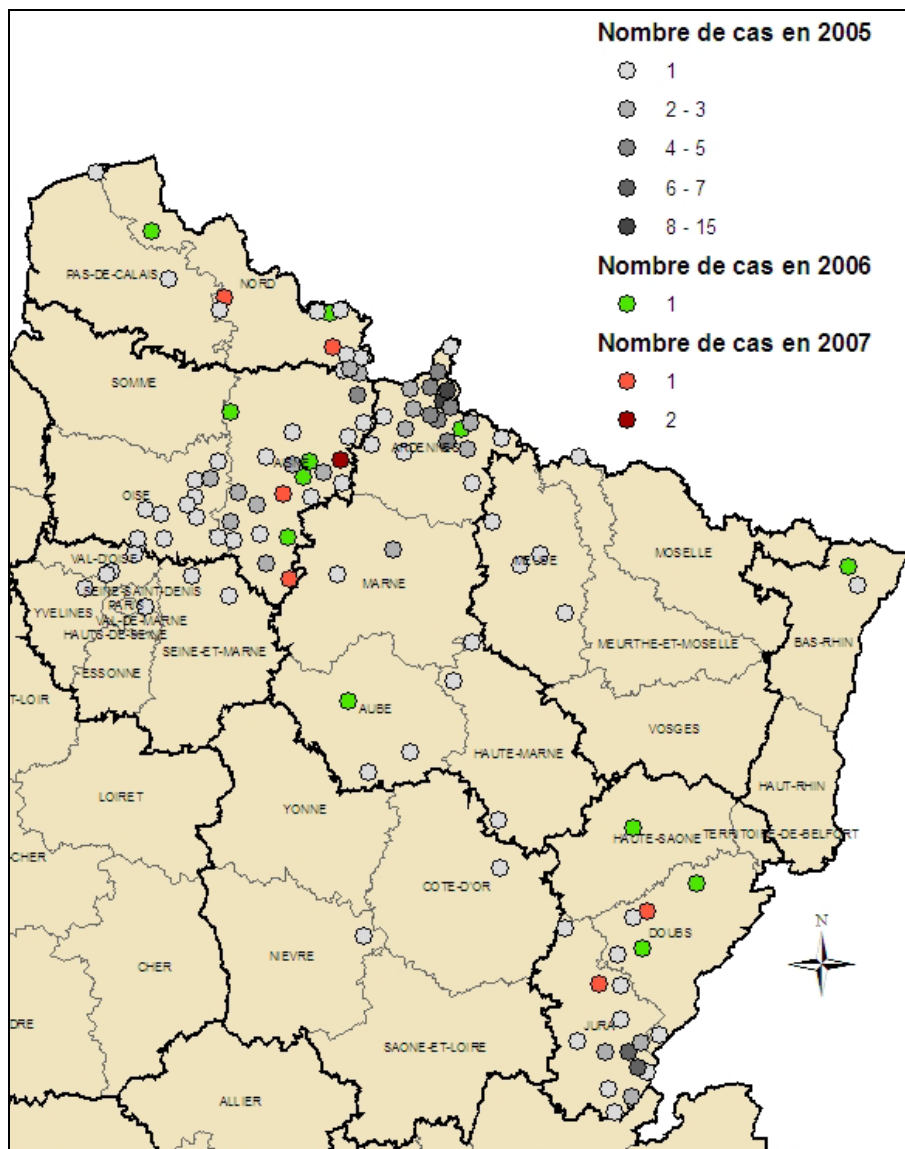 Nombre de cas en 2005
1
2 - 3
4 - 5
6 - 7
8 - 15
Nombre de cas en 2006
1
Nombre de cas en 2007
1
2
PAS-DE-CALAIS
NORD
SOMME
ARDENNES
AISNE
OISE
VAL-D'OISE
SEINE-SAINT-DENIS
PARIS
YVELINES
VAL-DE-MARNE
HAUTS-DE-SEINE
ESSONNE
SEINE-ET-MARNE
MARNE
MEUSE
MOSELLE
MEURTHE-ET-MOSELLE
BAS-RHIN
T-LOIR
AUBE
HAUTE-MARNE
VOSGES
HAUT-RHIN
LOIRET
YONNE
HAUTE-SAONE
TERRITOIRE-DE-BELFORT
CHER
COTE-D'OR
DOUBS
NIEVRE
CHER
N
DRE
JURA
SAONE-ET-LOIRE
ALLIER